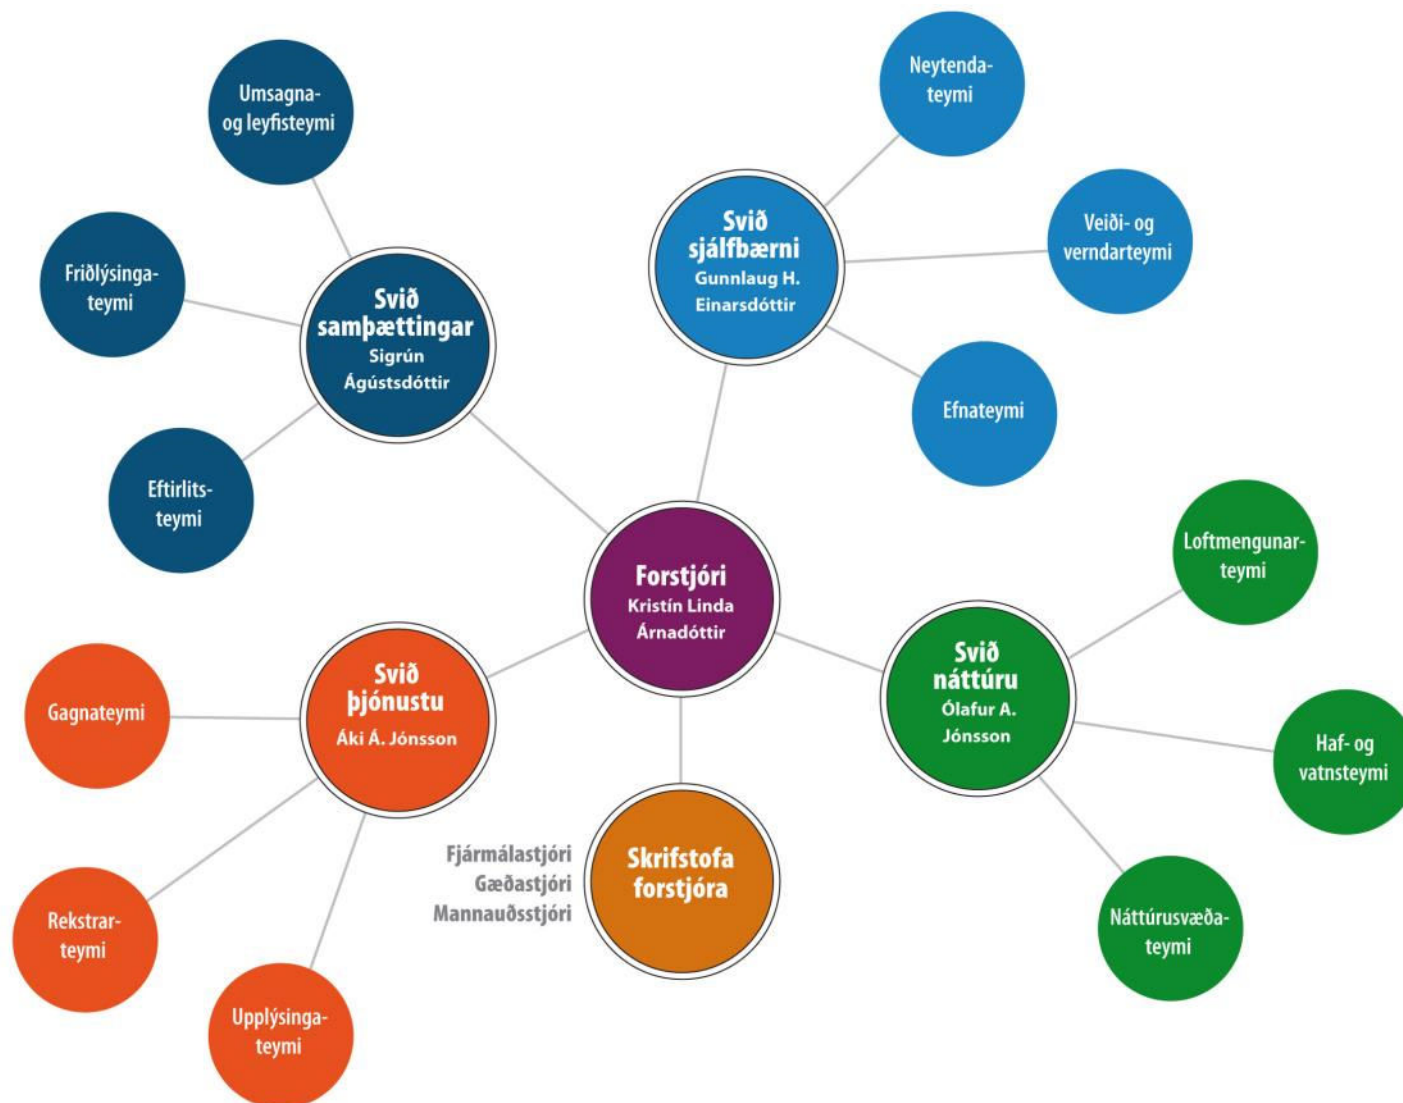 Umsagna-
og leyfisteymi
Friðlýsinga-
teymi
Eftirlits-
teymi
Svið
samþættingar
Sigrún
Ágústsdóttir
Neytenda-
teymi
Veiði- og
verndarteymi
Efnateymi
Svið
sjálfbærni
Gunnlaug H.
Einarsdóttir
Forstjóri
Kristín Linda
Árnadóttir
Svið
þjónustu
Áki Á. Jónsson
Gagnateymi
Rekstrar-
teymi
Upplýsinga-
teymi
Fjármálastjóri
Gæðastjóri
Mannauðsstjóri
Skrifstofa
forstjóra
Svið
náttúru
Ólafur A.
Jónsson
Loftmengunar-
teymi
Haf- og
vatnsteymi
Náttúrusvæða-
teymi